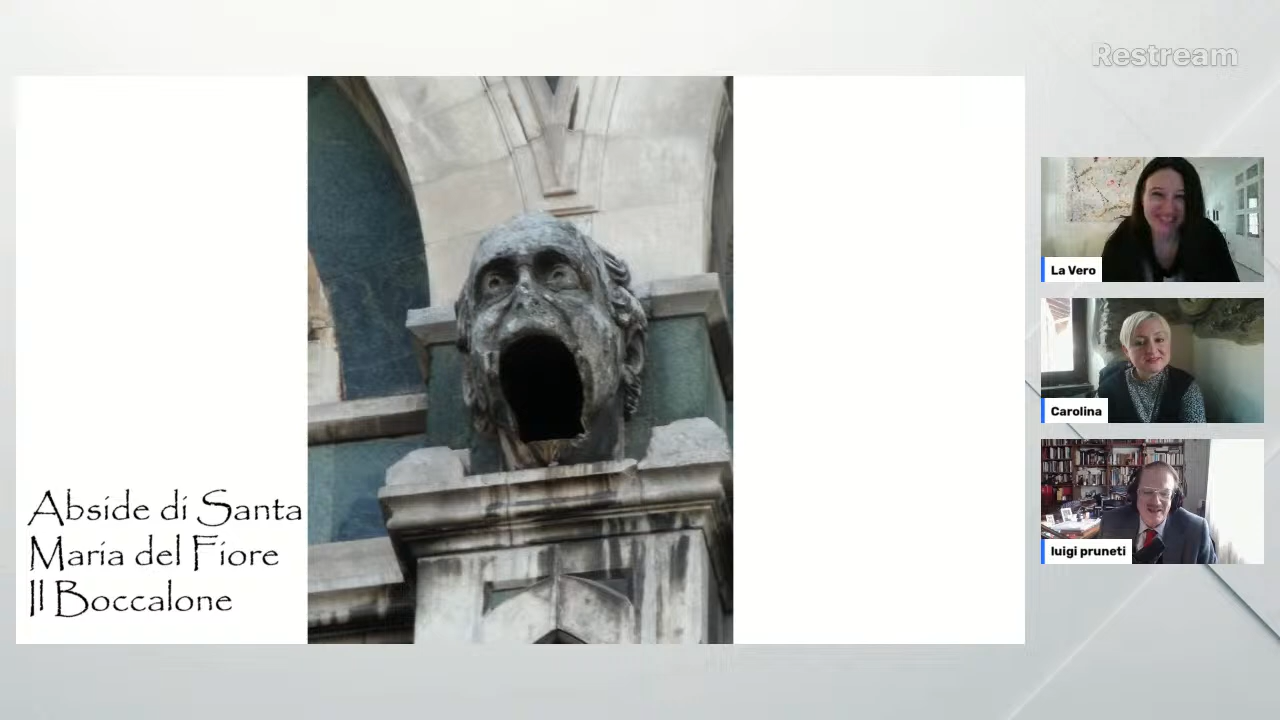 Restream
Abside di Santa
Maria del Fiore
Il Boccalone
La Vero
Carolina
luigi pruneti